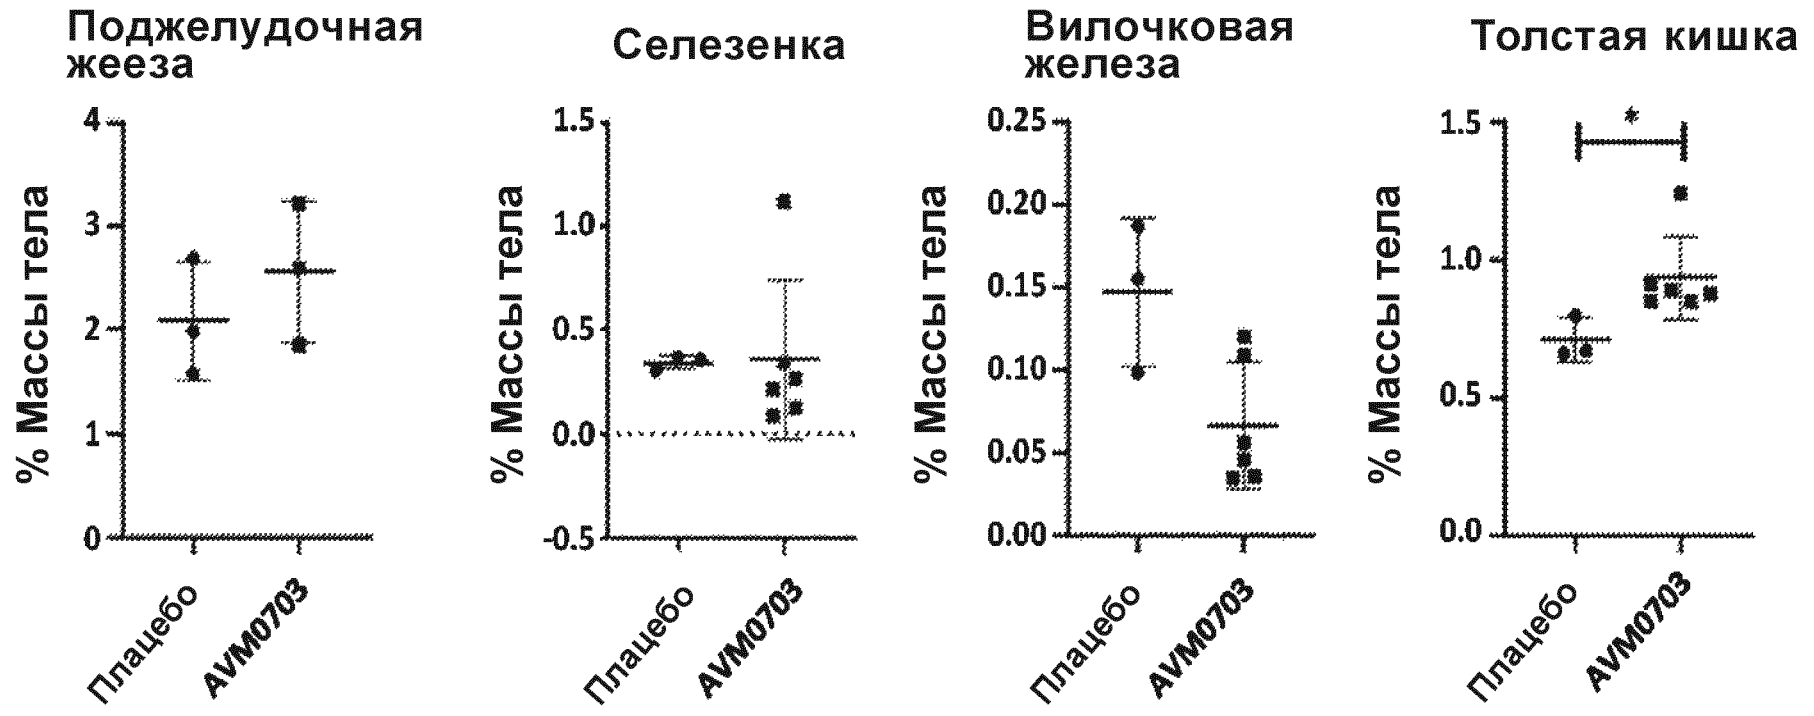 Поджелудочная
жееза
4
3
2
1
0
% Массы тела
Плацебо
AVM0703
Селезенка
1.5
1.0
0.5
0.0
-0.5
% Массы тела
Плацебо
AVM0703
Вилочковая
железа
0.25
0.20
0.15
0.10
0.05
0.00
% Массы тела
Плацебо
AVM0703
Толстая кишка
*
1.5
1.0
0.5
0.0
% Массы тела
Плацебо
AVM0703